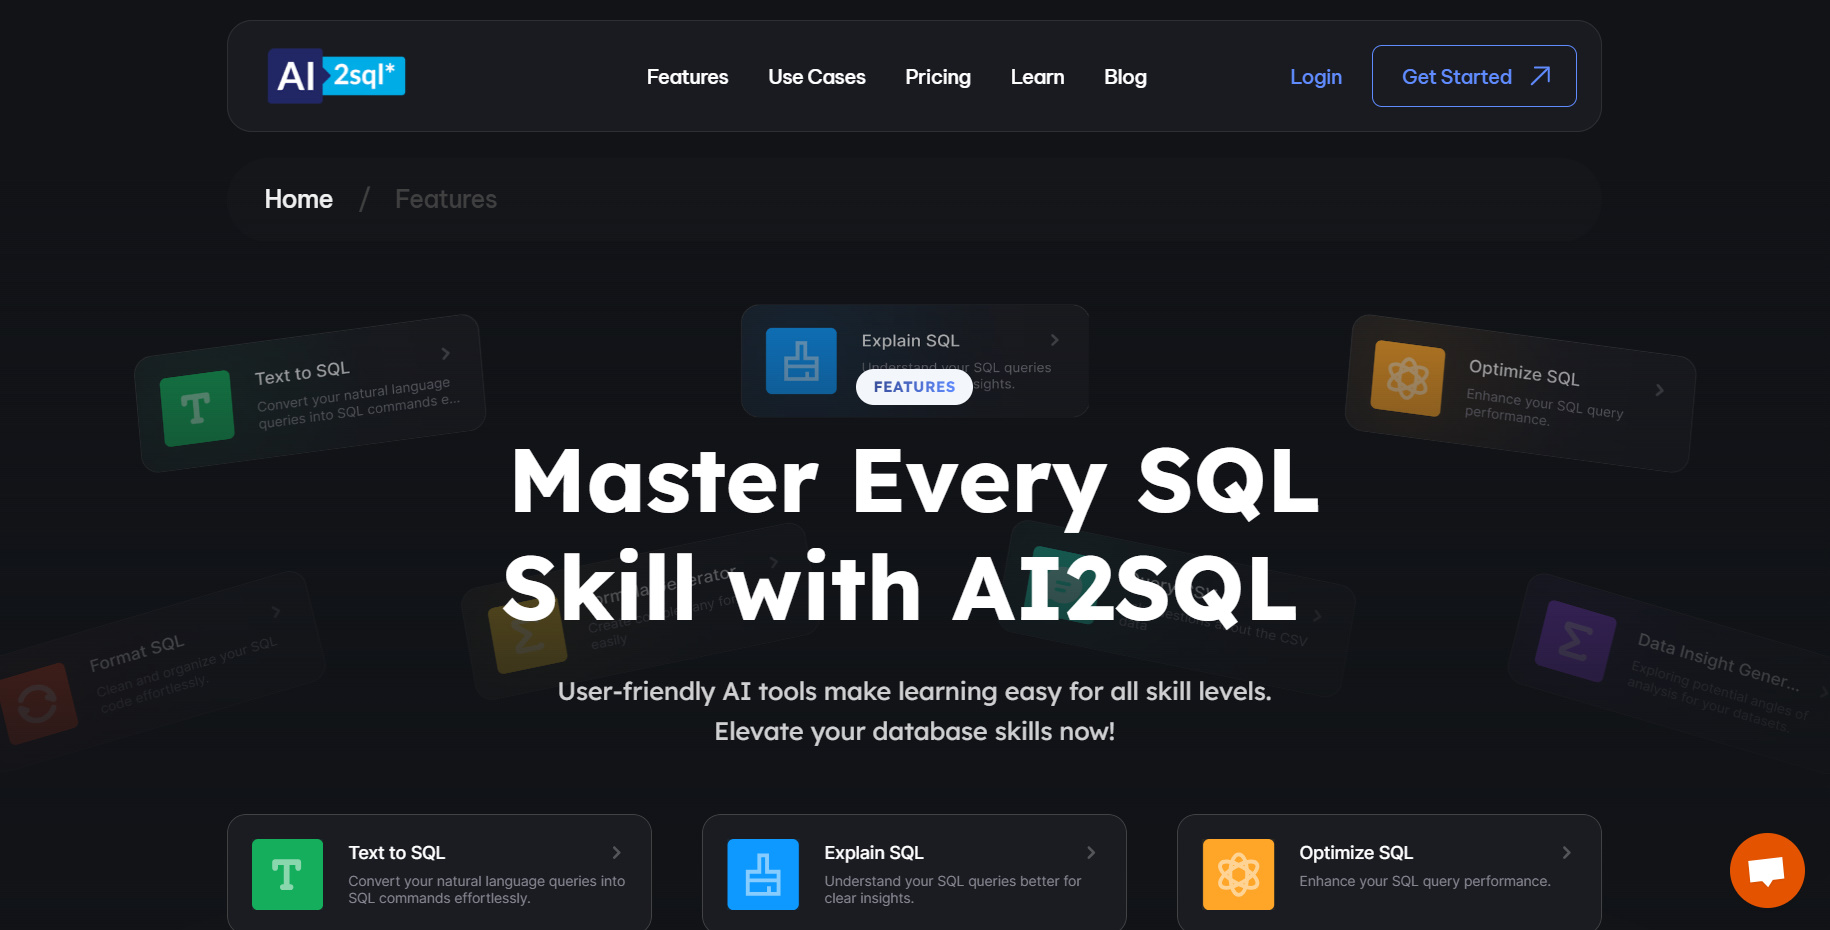 AI 2sql*
Features
Use Cases
Pricing
Learn
Blog
Login
Get Started
Home / Features
Text to SQL
Convert your natural language
queries into SQL commands e...
Explain SQL
Understand your SQL queries
sights.
FEATURES
Optimize SQL
Enhance your SQL query
performance.
Master Every SQL
Skill with AI2SQL
Format SQL
Clean and organize your SQL
code effortlessly.
easily
about the CSV
data
Data Insight Gener...
Exploring potential angles of
analysis for your datasets.
User-friendly AI tools make learning easy for all skill levels.
Elevate your database skills now!
Text to SQL
Convert your natural language queries into
SQL commands effortlessly.
Explain SQL
Understand your SQL queries better for
clear insights.
Optimize SQL
Enhance your SQL query performance.